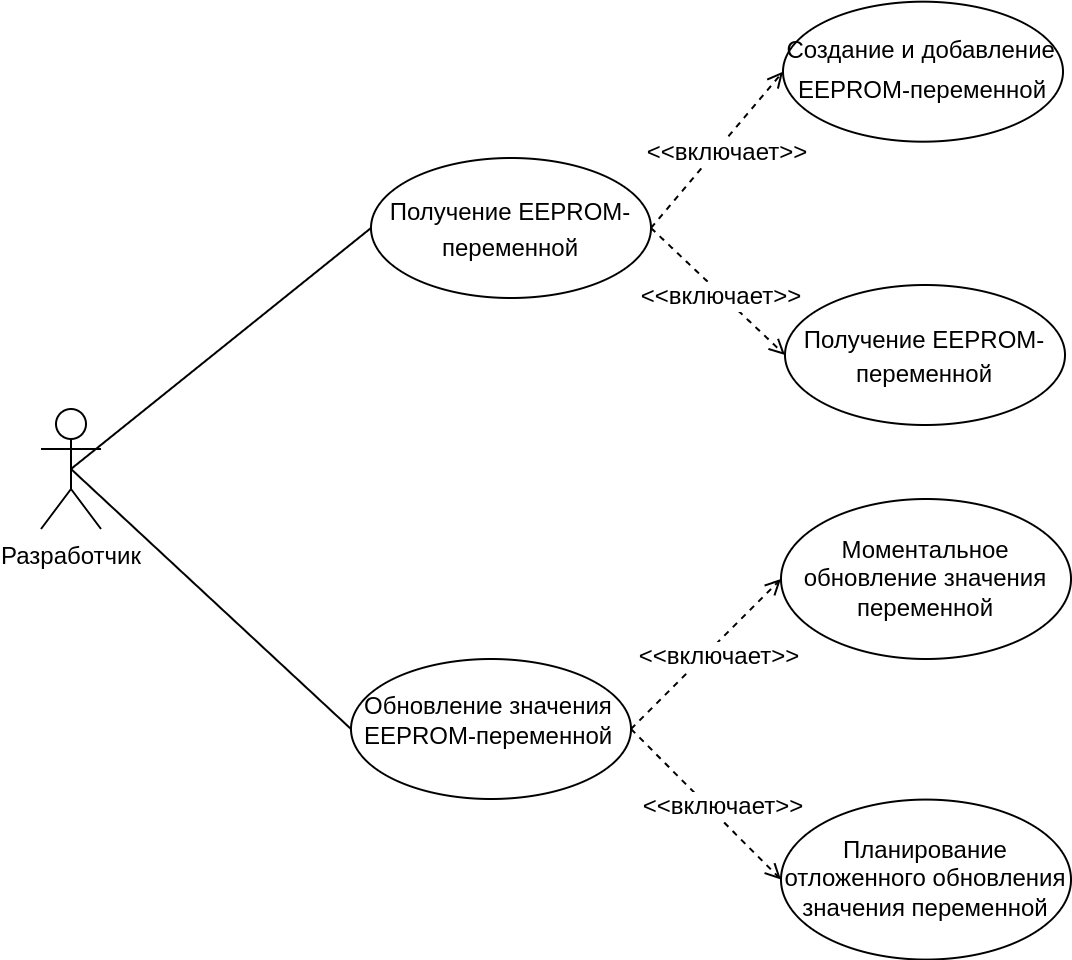 Создание и добавление
EEPROM-переменной
<<включает>>
Получение EEPROM-
переменной
<<включает>>
Получение EEPROM-
переменной
Разработчик
Моментальное
обновление значения
переменной
<<включает>>
Обновление значения
EEPROM-переменной
<<включает>>
Планирование
отложенного обновления
значения переменной